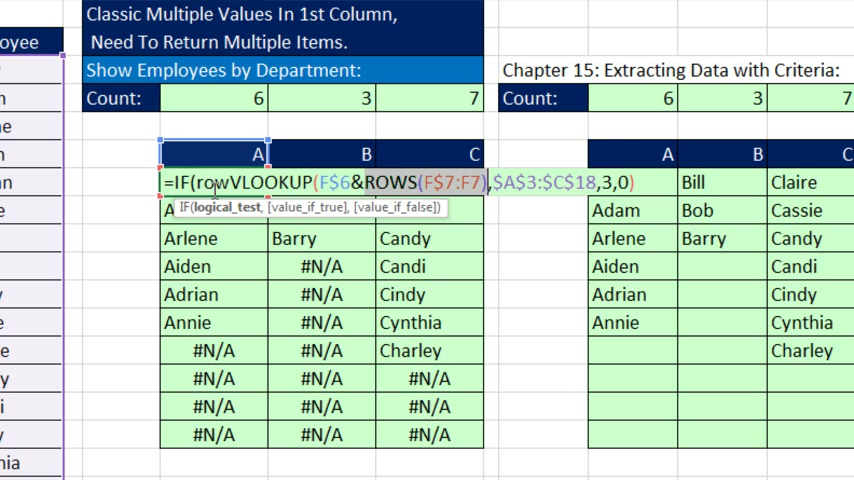 Classic Multiple Values In 1st Column,
Need To Return Multiple Items.
oyee
Show Employees by Department:
Chapter 15: Extracting Data with Criteria:
Count: 6 3 7
Count: 6 3 7
A B C
A B C
=IF(rowVLOOKUP(F$6&ROWS(F$7:F7),$A$3:$C$18,3,0)
Bill Claire
IF(logical_test, [value_if_true], [value_if_false])
A
Adam Bob Cassie
Arlene Barry Candy
Arlene Barry Candy
Aiden #N/A Candi
Aiden Candi
Adrian #N/A Cindy
Adrian Cindy
Annie #N/A Cynthia
Annie Cynthia
#N/A #N/A Charley
Charley
#N/A #N/A #N/A
#N/A #N/A #N/A
#N/A #N/A #N/A
nia